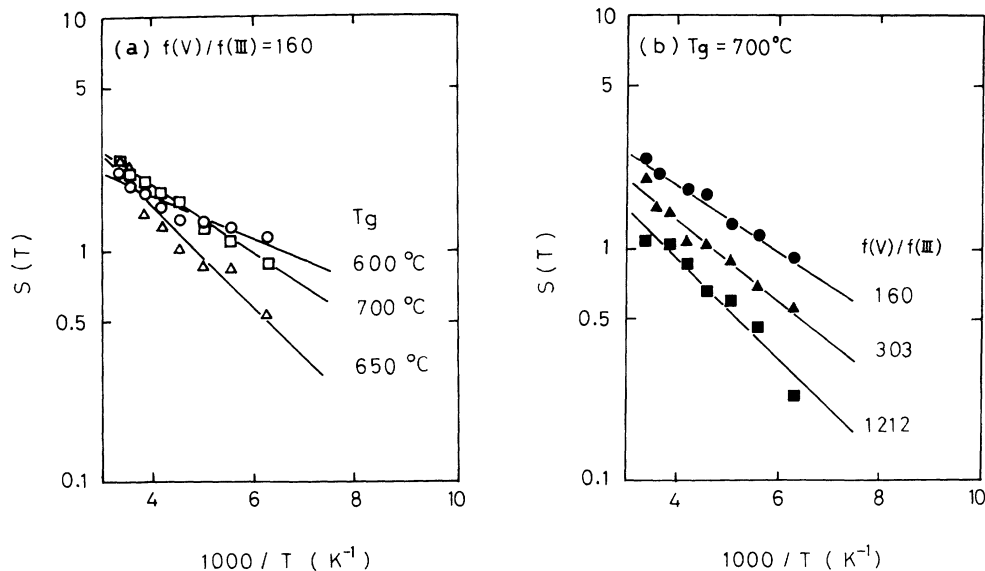 (a) f(V)/f(III)=160
10
5
1
0.5
0.1
S(T)
Tg
600 °C
700 °C
650 °C
4
6
8
10
1000 / T ( K⁻¹)
(b) Tg = 700°C
10
5
1
0.5
0.1
S(T)
f(V)/f(III)
160
303
1212
4
6
8
10
1000 / T ( K⁻¹)